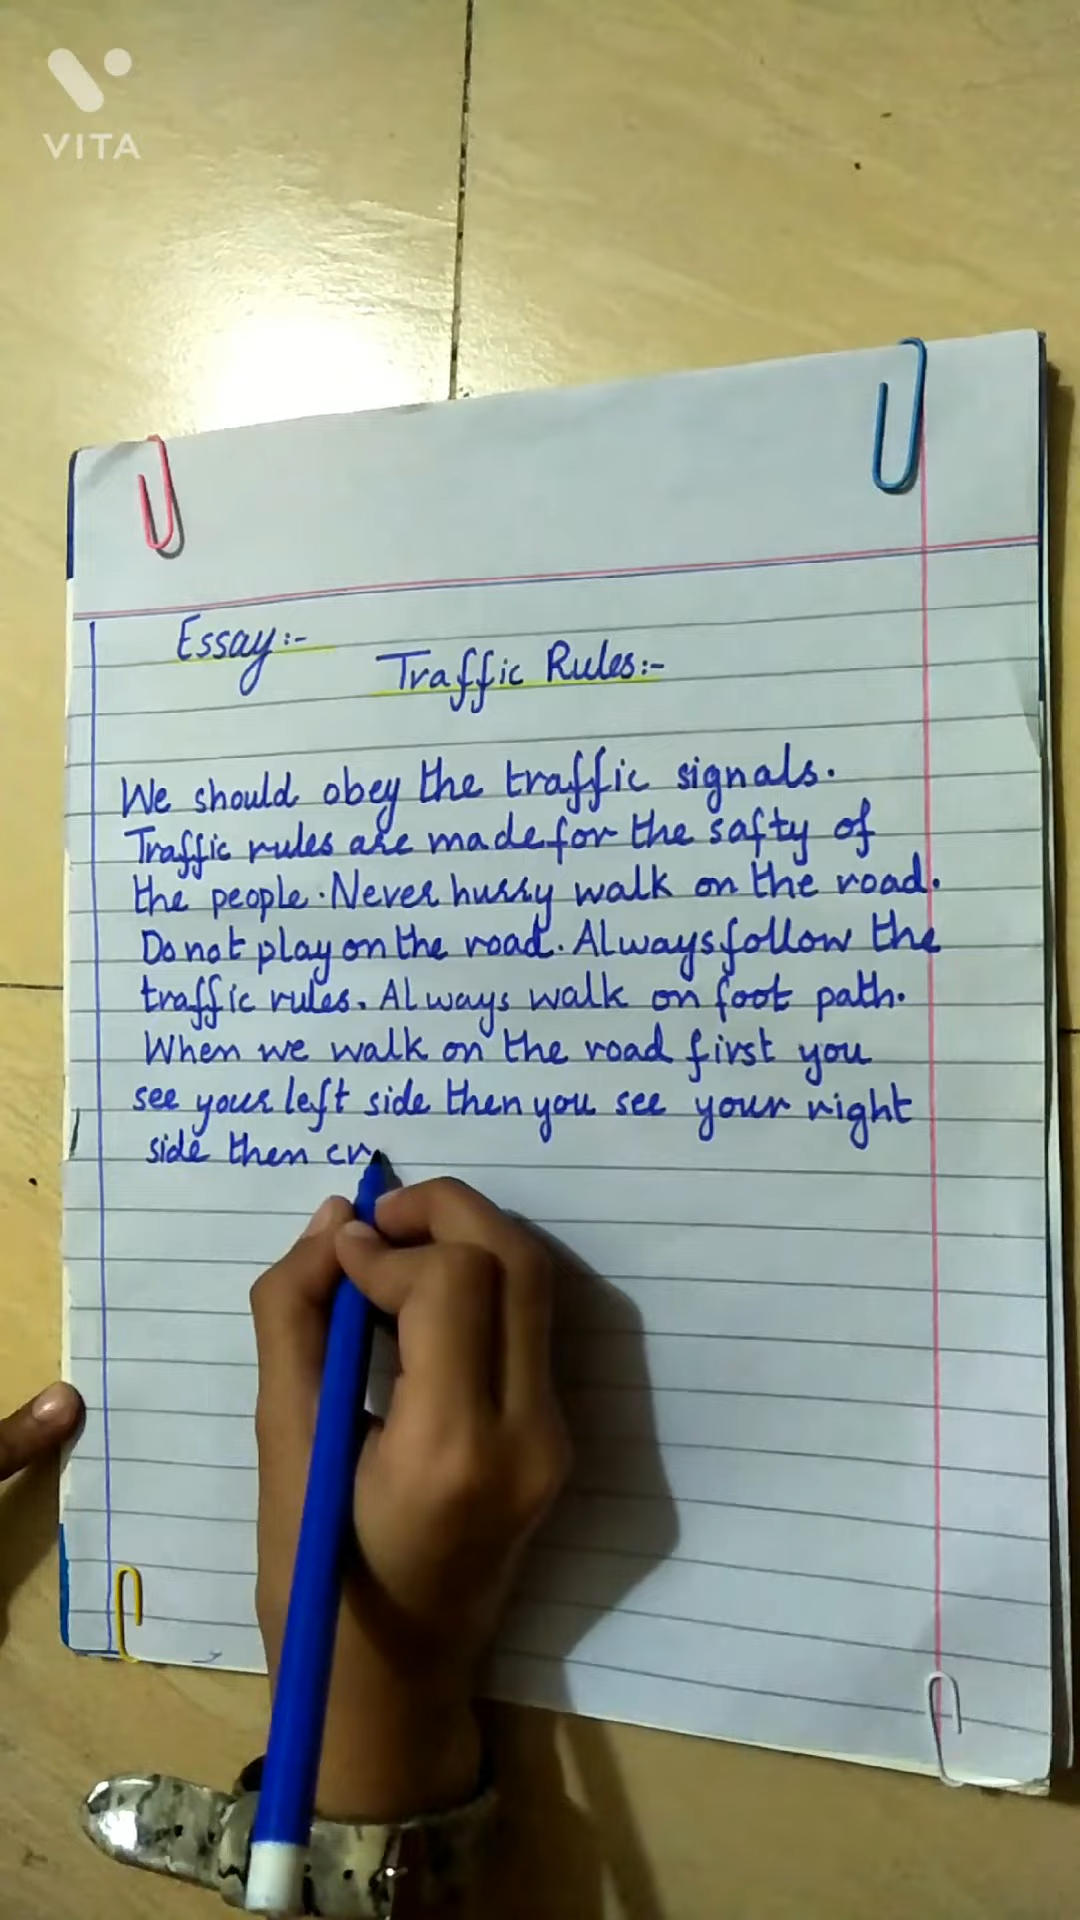 VITA
Essay:-
Traffic Rules:-
We should obey the traffic signals.
Traffic rules are made for the safty of
the people. Never hurry walk on the road.
Do not play on the road. Always follow the
traffic rules. Always walk on foot path.
When we walk on the road first you
see your left side then you see your right
side then cr